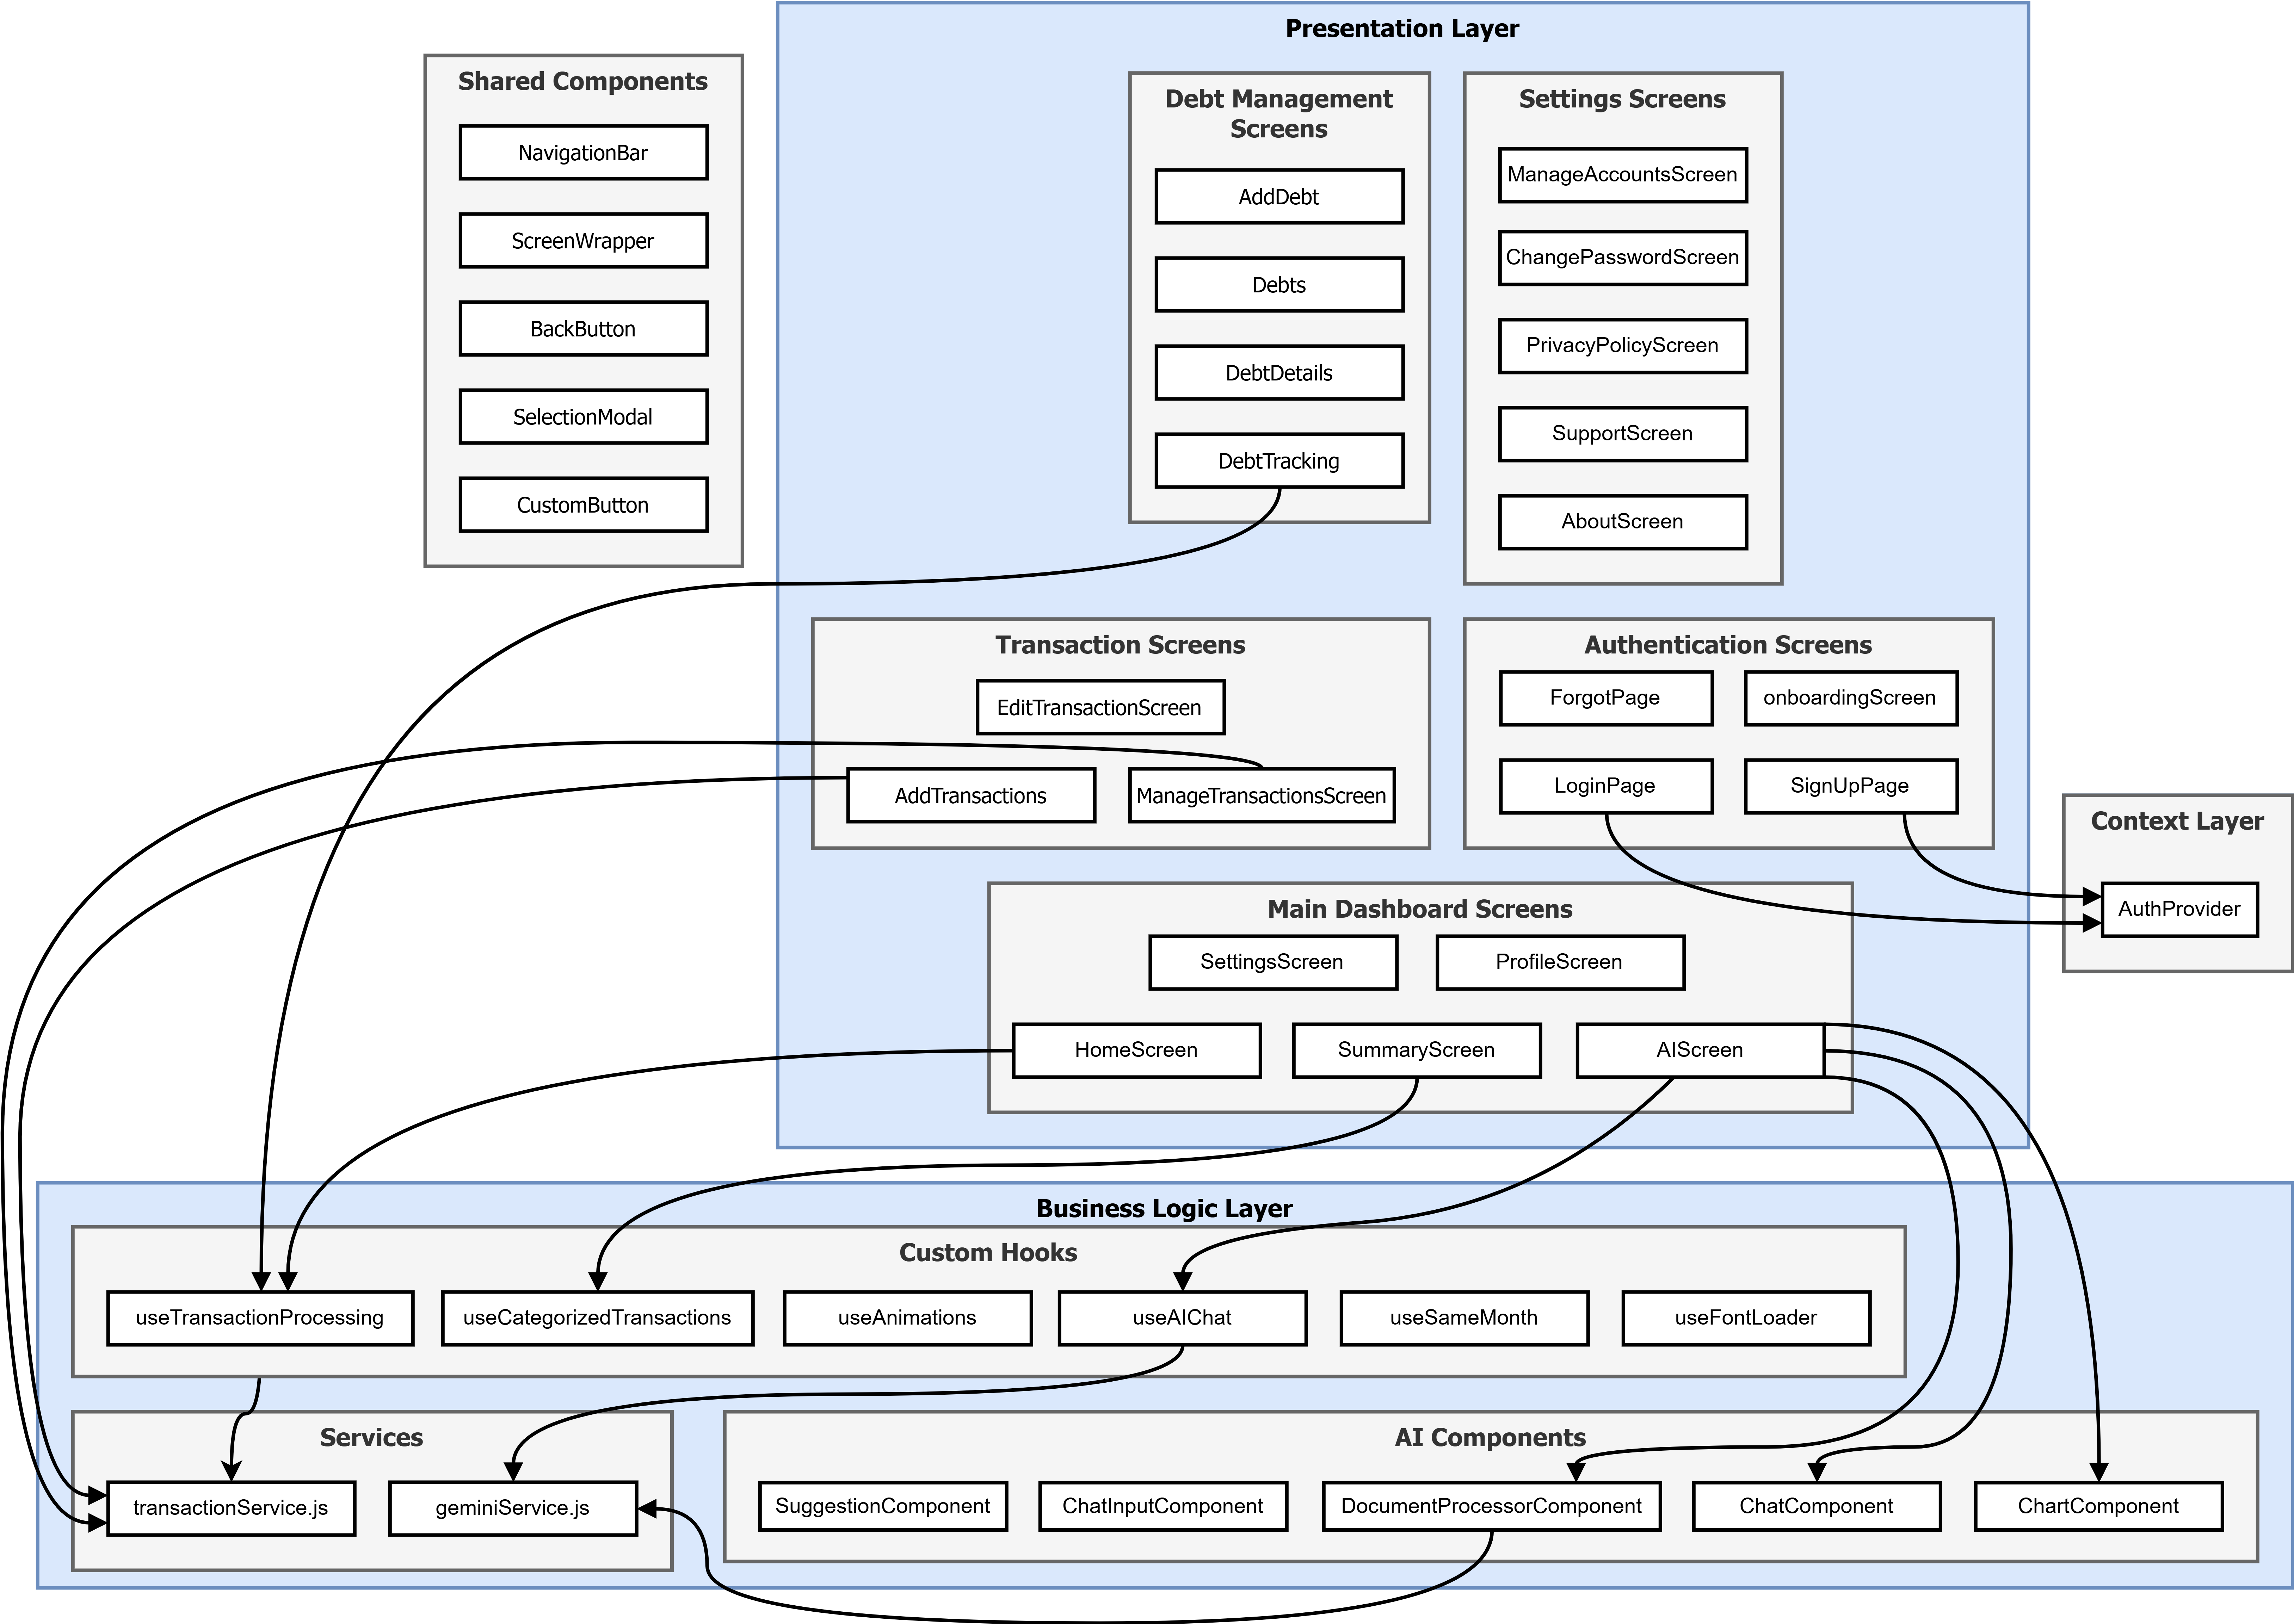 Presentation Layer
Shared Components
NavigationBar
ScreenWrapper
BackButton
SelectionModal
CustomButton
Debt Management
Screens
AddDebt
Debts
DebtDetails
DebtTracking
Settings Screens
ManageAccountsScreen
ChangePasswordScreen
PrivacyPolicyScreen
SupportScreen
AboutScreen
Transaction Screens
EditTransactionScreen
AddTransactions
ManageTransactionsScreen
Authentication Screens
ForgotPage
onboardingScreen
LoginPage
SignUpPage
Context Layer
AuthProvider
Main Dashboard Screens
SettingsScreen
ProfileScreen
HomeScreen
SummaryScreen
AIScreen
Business Logic Layer
Custom Hooks
useTransactionProcessing
useCategorizedTransactions
useAnimations
useAIChat
useSameMonth
useFontLoader
Services
transactionService.js
geminiService.js
AI Components
SuggestionComponent
ChatInputComponent
DocumentProcessorComponent
ChatComponent
ChartComponent